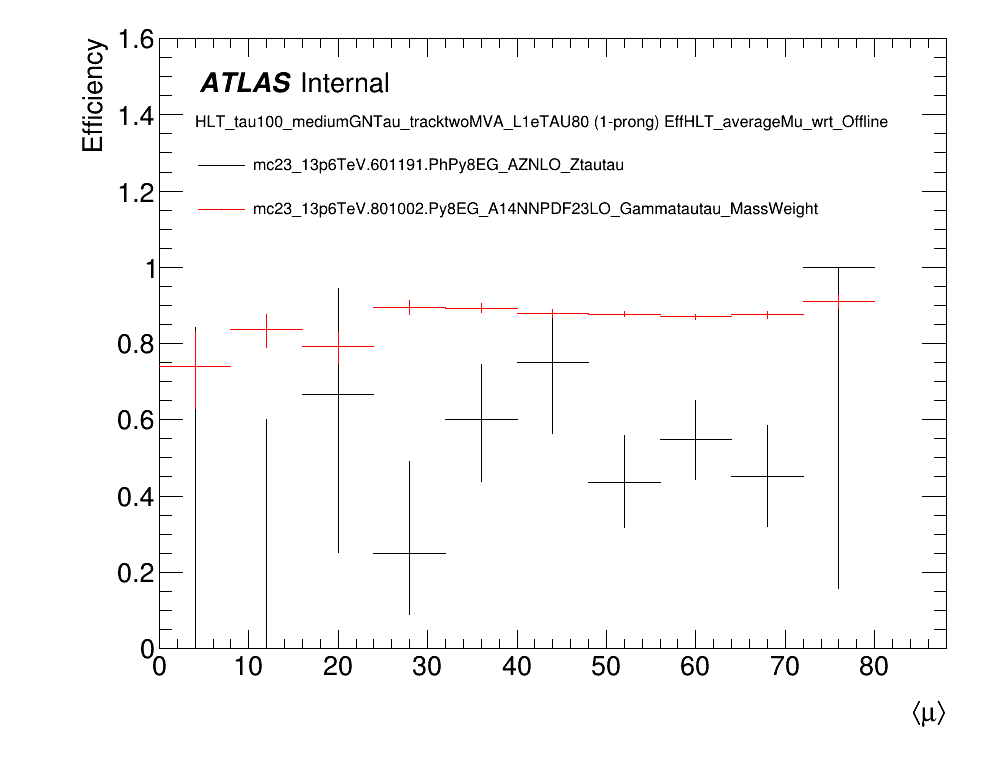 Efficiency
1.6
1.4
1.2
1
0.8
0.6
0.4
0.2
0
ATLAS Internal
HLT_tau100_mediumGNTau_tracktwoMVA_L1eTAU80 (1-prong) EffHLT_averageMu_wrt_Offline
mc23_13p6TeV.601191.PhPy8EG_AZNLO_Ztautau
mc23_13p6TeV.801002.Py8EG_A14NNPDF23LO_Gammatautau_MassWeight
0 10 20 30 40 50 60 70 80
⟨μ⟩